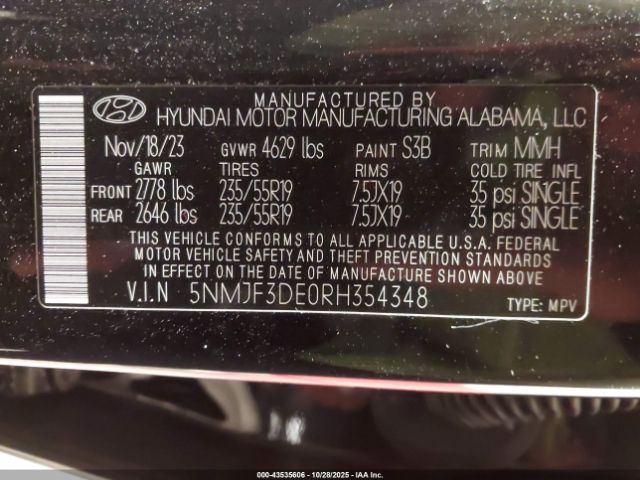 MANUFACTURED BY
HYUNDAI MOTOR MANUFACTURING ALABAMA, LLC
Nov/18/23 GVWR 4629 lbs PAINT S3B TRIM MMH
GAWR TIRES RIMS COLD TIRE INFL
FRONT 2778 lbs 235/55R19 7.5JX19 35 psi SINGLE
REAR 2646 lbs 235/55R19 7.5JX19 35 psi SINGLE
THIS VEHICLE CONFORMS TO ALL APPLICABLE U.S.A. FEDERAL
MOTOR VEHICLE SAFETY AND THEFT PREVENTION STANDARDS
IN EFFECT ON THE DATE OF MANUFACTURE SHOWN ABOVE.
V.I.N 5NMJF3DE0RH354348 TYPE: MPV
000-43535606 | 10/28/2025 | IAA Inc.